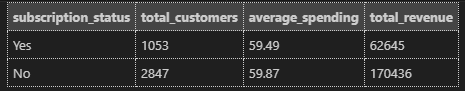 subscription_status total_customers average_spending total_revenue
Yes 1053 59.49 62645
No 2847 59.87 170436